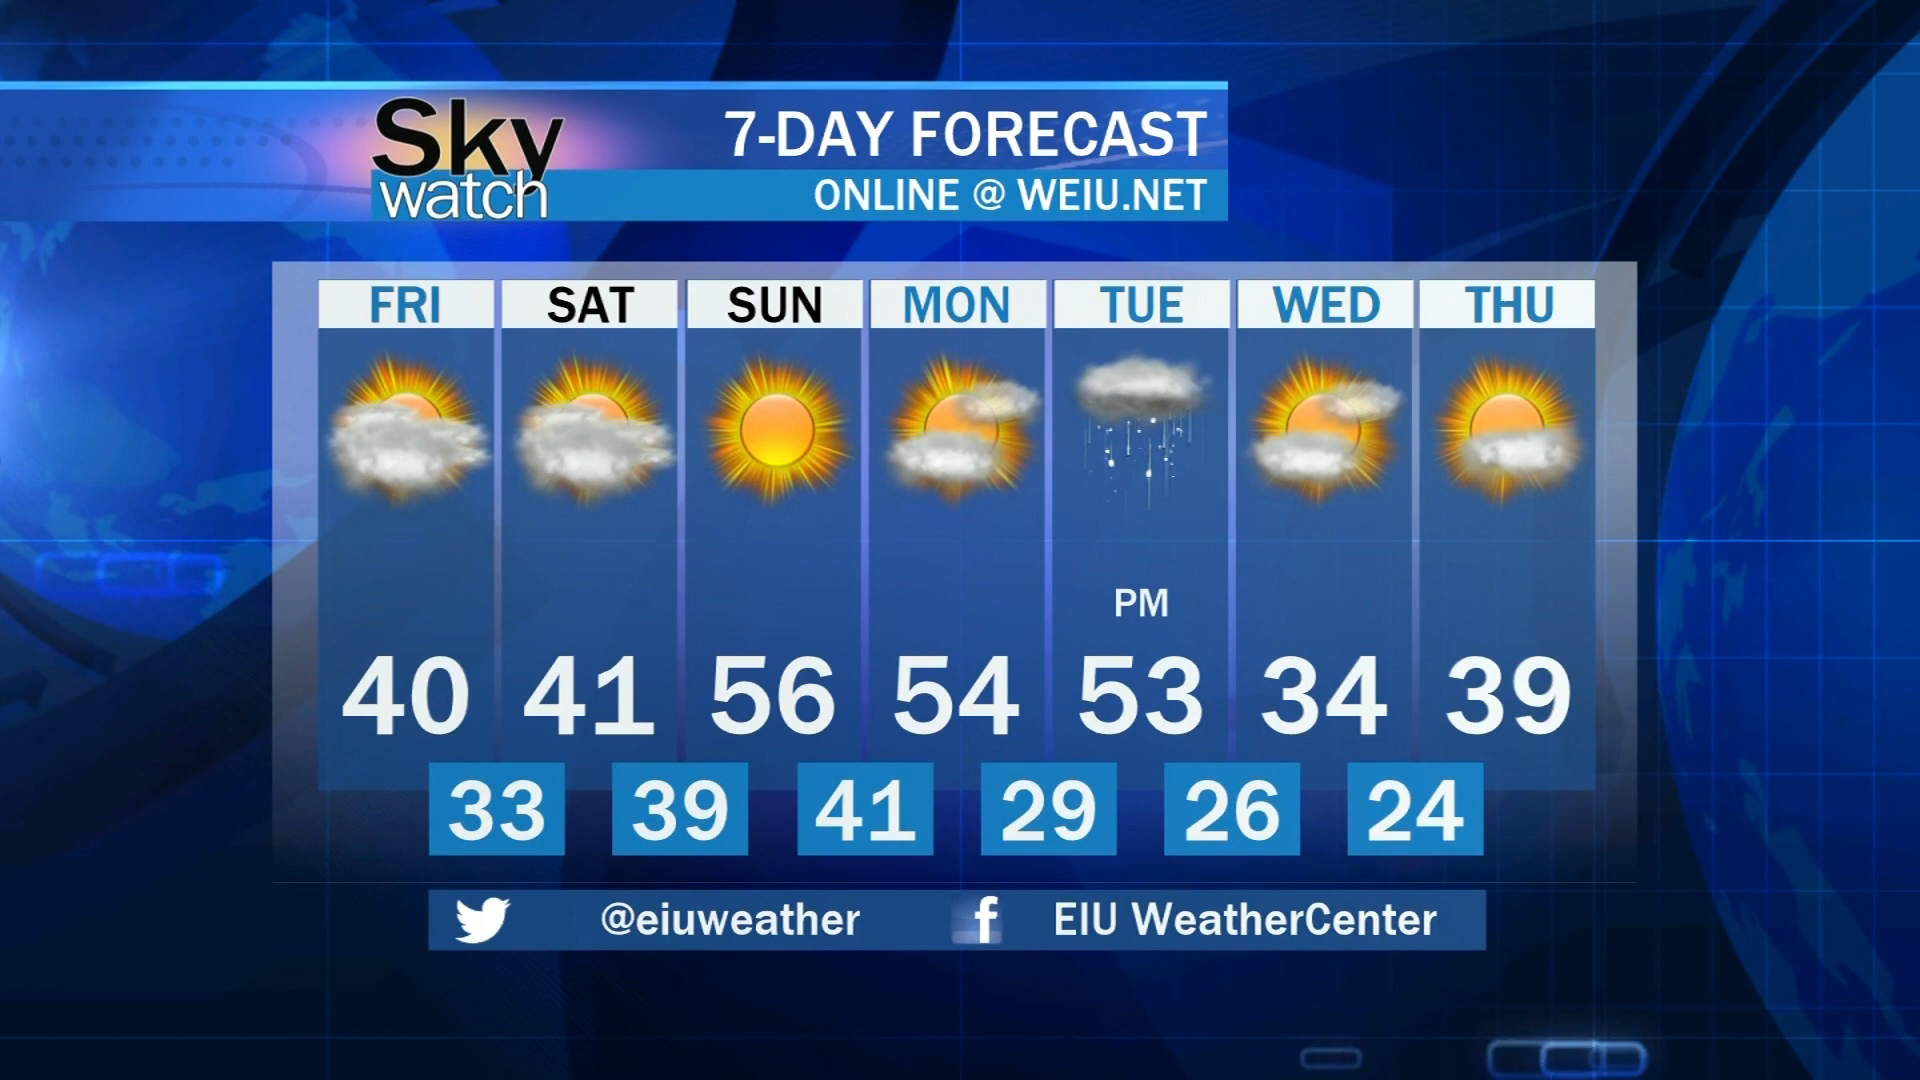 Sky
watch
7-DAY FORECAST
ONLINE @ WEIU.NET
FRI SAT SUN MON TUE WED THU
PM
40 41 56 54 53 34 39
33 39 41 29 26 24
@eiuweather f EIU WeatherCenter